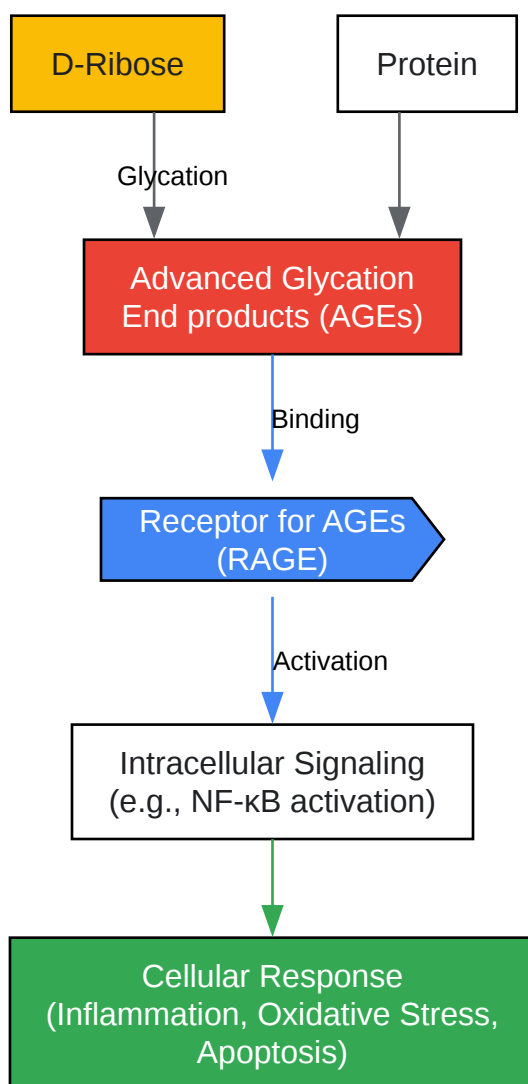 D-Ribose
Protein
Glycation
Advanced Glycation
End products (AGEs)
Binding
Receptor for AGEs
(RAGE)
Activation
Intracellular Signaling
(e.g., NF-κB activation)
Cellular Response
(Inflammation, Oxidative Stress,
Apoptosis)